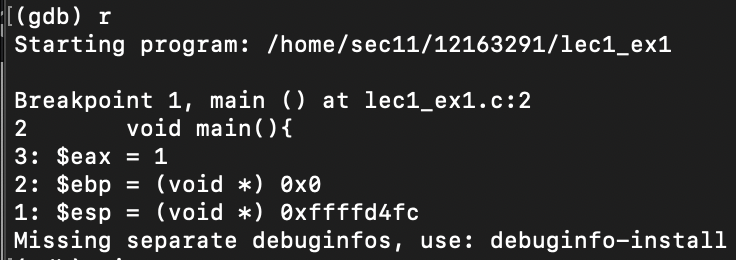 (gdb) r
Starting program: /home/sec11/12163291/lec1_ex1
Breakpoint 1, main () at lec1_ex1.c:2
2       void main(){
3: $eax = 1
2: $ebp = (void *) 0x0
1: $esp = (void *) 0xffffd4fc
Missing separate debuginfos, use: debuginfo-install